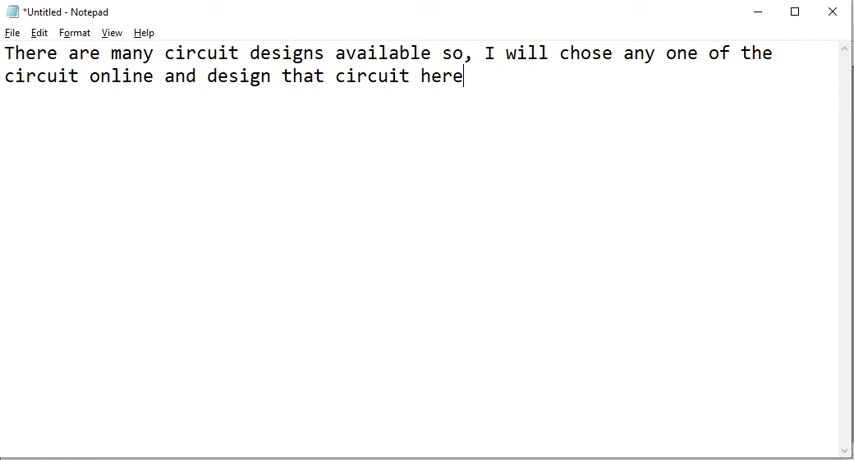 *Untitled - Notepad
File Edit Format View Help
There are many circuit designs available so, I will chose any one of the
circuit online and design that circuit here